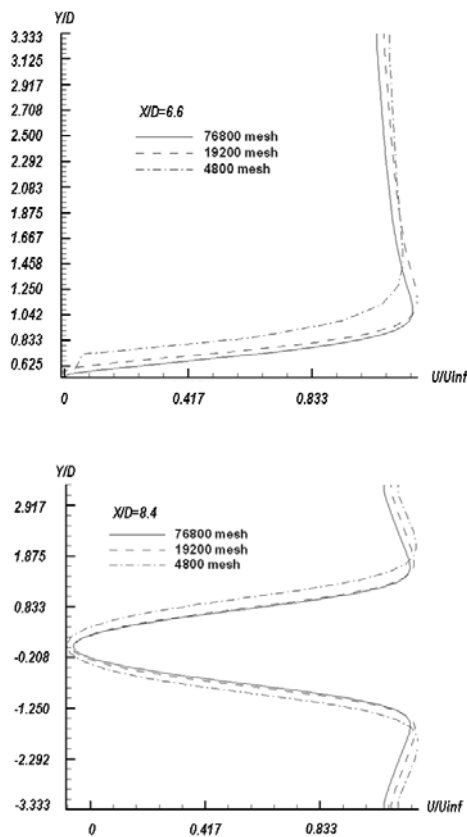 Y/D
3.333
3.125
2.917
2.708
2.500
2.292
2.083
1.875
1.667
1.458
1.250
1.042
0.833
0.625
X/D=6.6
76800 mesh
19200 mesh
4800 mesh
0 0.417 0.833
U/Uinf
Y/D
2.917
1.875
0.833
-0.208
-1.250
-2.292
-3.333
X/D=8.4
76800 mesh
19200 mesh
4800 mesh
U/Uinf
0 0.417 0.833